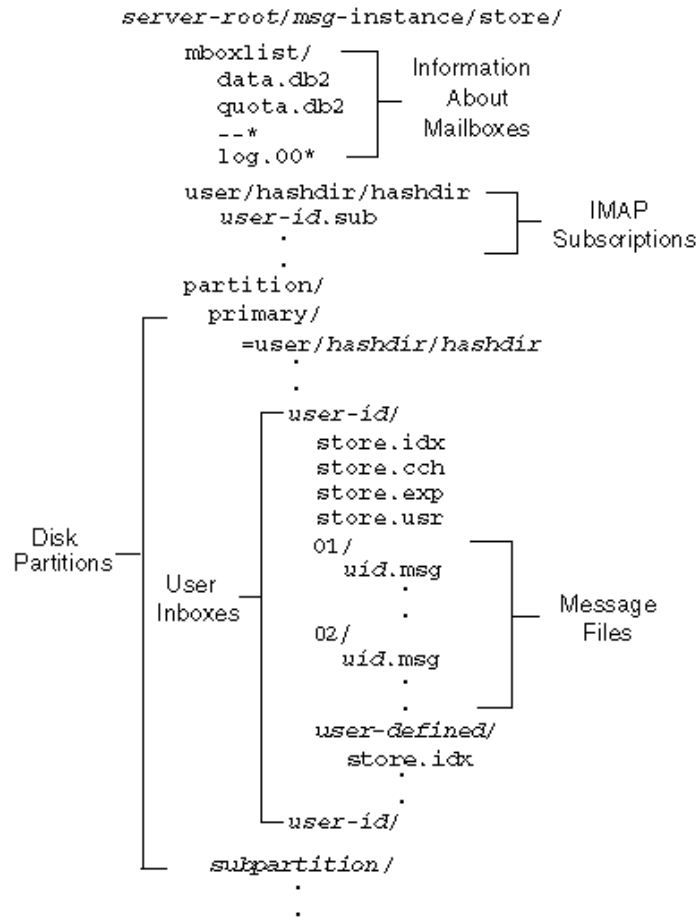 server-root/msg-instance/store/
mboxlist/
data.db2
quota.db2
--*
log.00*
Information
About
Mailboxes
user/hashdir/hashdir
user-id.sub
IMAP
Subscriptions
partition/
primary/
=user/hashdir/hashdir
user-id/
store.idx
store.cch
store.exp
store.usr
01/
uid.msg
02/
uid.msg
Message
Files
user-defined/
store.idx
user-id/
User
Inboxes
subpartition/
Disk
Partitions